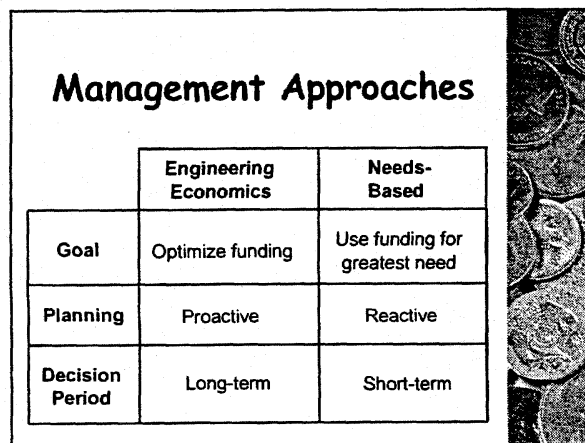 Management Approaches
Engineering
Economics
Needs-
Based
Goal
Optimize funding
Use funding for
greatest need
Planning
Proactive
Reactive
Decision
Period
Long-term
Short-term